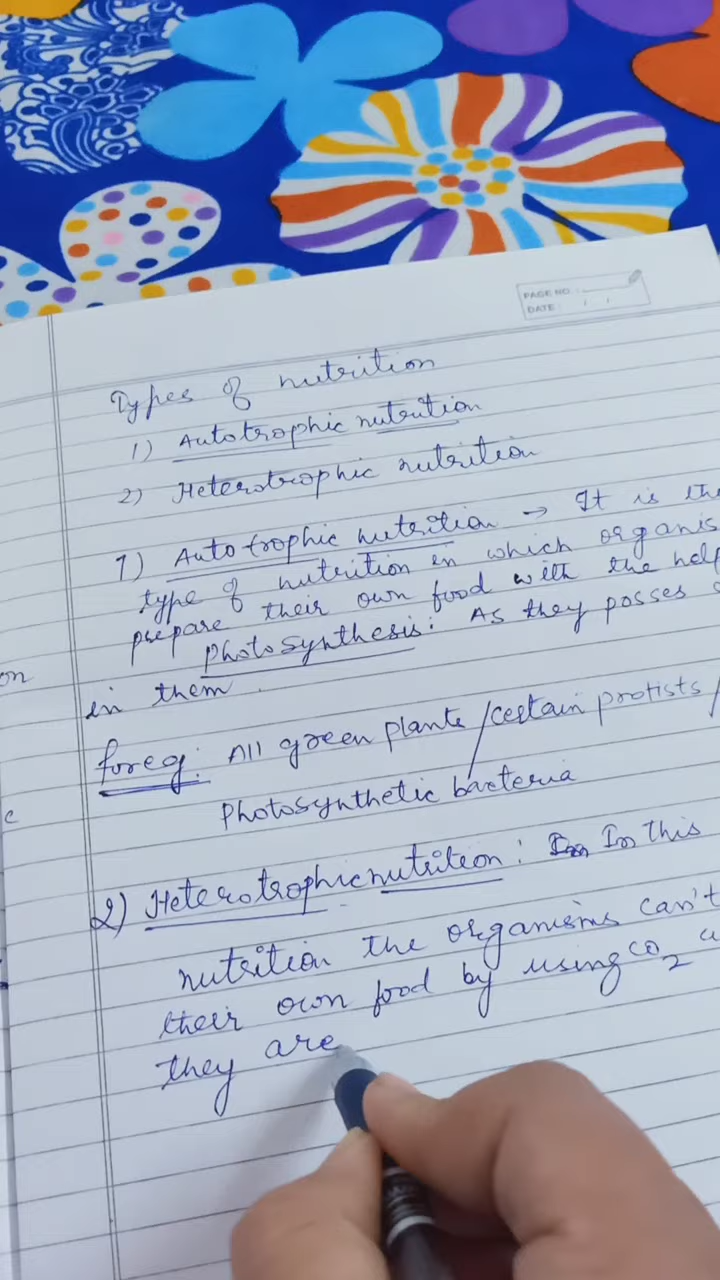 PAGE NO.:
DATE: / /
Types of nutrition
1) Autotrophic nutrition
2) Heterotrophic nutrition
1) Autotrophic nutrition → It is the
type of nutrition in which organis
prepare their own food with the help
photosynthesis: As they posses
in them.
for eg: All green plants / certain protists /
Photosynthetic bacteria
2) Heterotrophic nutrition: In this
nutrition the organisms can't
their own food by using CO2
they are
on
c